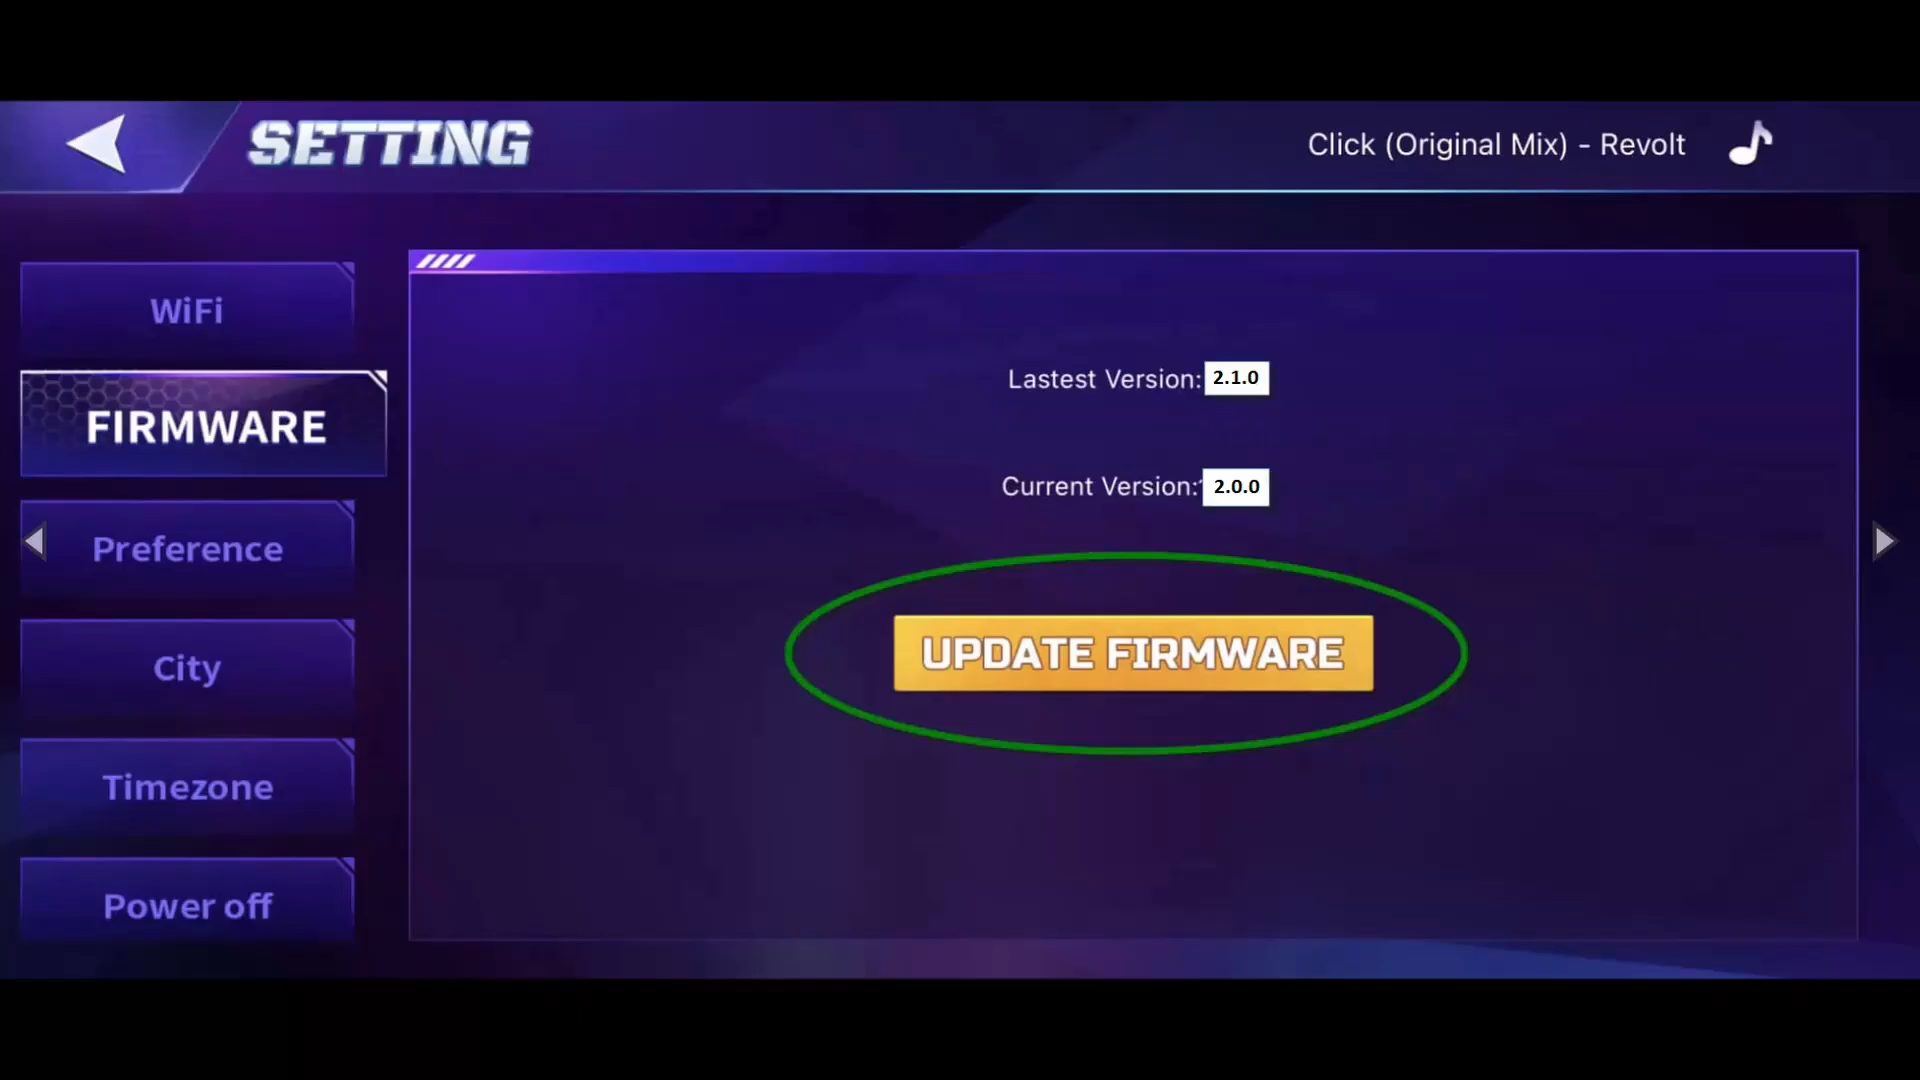 SETTING
Click (Original Mix) - Revolt
WiFi
FIRMWARE
Preference
City
Timezone
Power off
Lastest Version: 2.1.0
Current Version: 2.0.0
UPDATE FIRMWARE